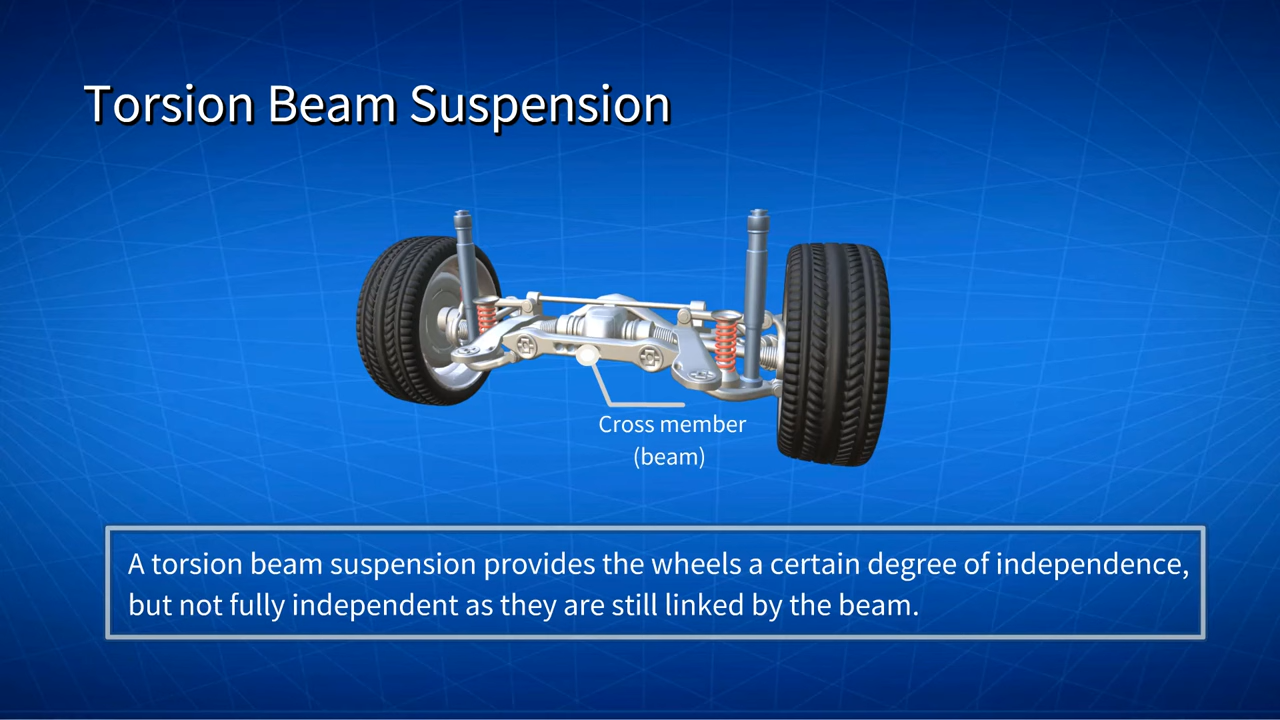 Torsion Beam Suspension
Cross member
(beam)
A torsion beam suspension provides the wheels a certain degree of independence,
but not fully independent as they are still linked by the beam.